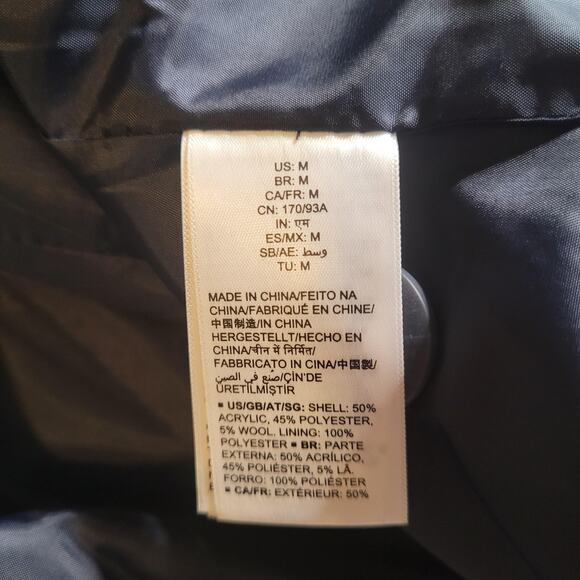 US: M
BR: M
CA/FR: M
CN: 170/93A
IN: एम
ES/MX: M
SB/AE: وسط
TU: M
MADE IN CHINA/FEITO NA
CHINA/FABRIQUÉ EN CHINE/
中国制造/IN CHINA
HERGESTELLT/HECHO EN
CHINA/चीन में निर्मित/
FABBRICATO IN CINA/中国製/
صنع في الصين/ÇİN'DE
ÜRETİLMİŞTİR
▪ US/GB/AT/SG: SHELL: 50%
ACRYLIC, 45% POLYESTER,
5% WOOL. LINING: 100%
POLYESTER ▪ BR: PARTE
EXTERNA: 50% ACRÍLICO,
45% POLIÉSTER, 5% LÃ.
FORRO: 100% POLIÉSTER
▪ CA/FR: EXTÉRIEUR: 50%